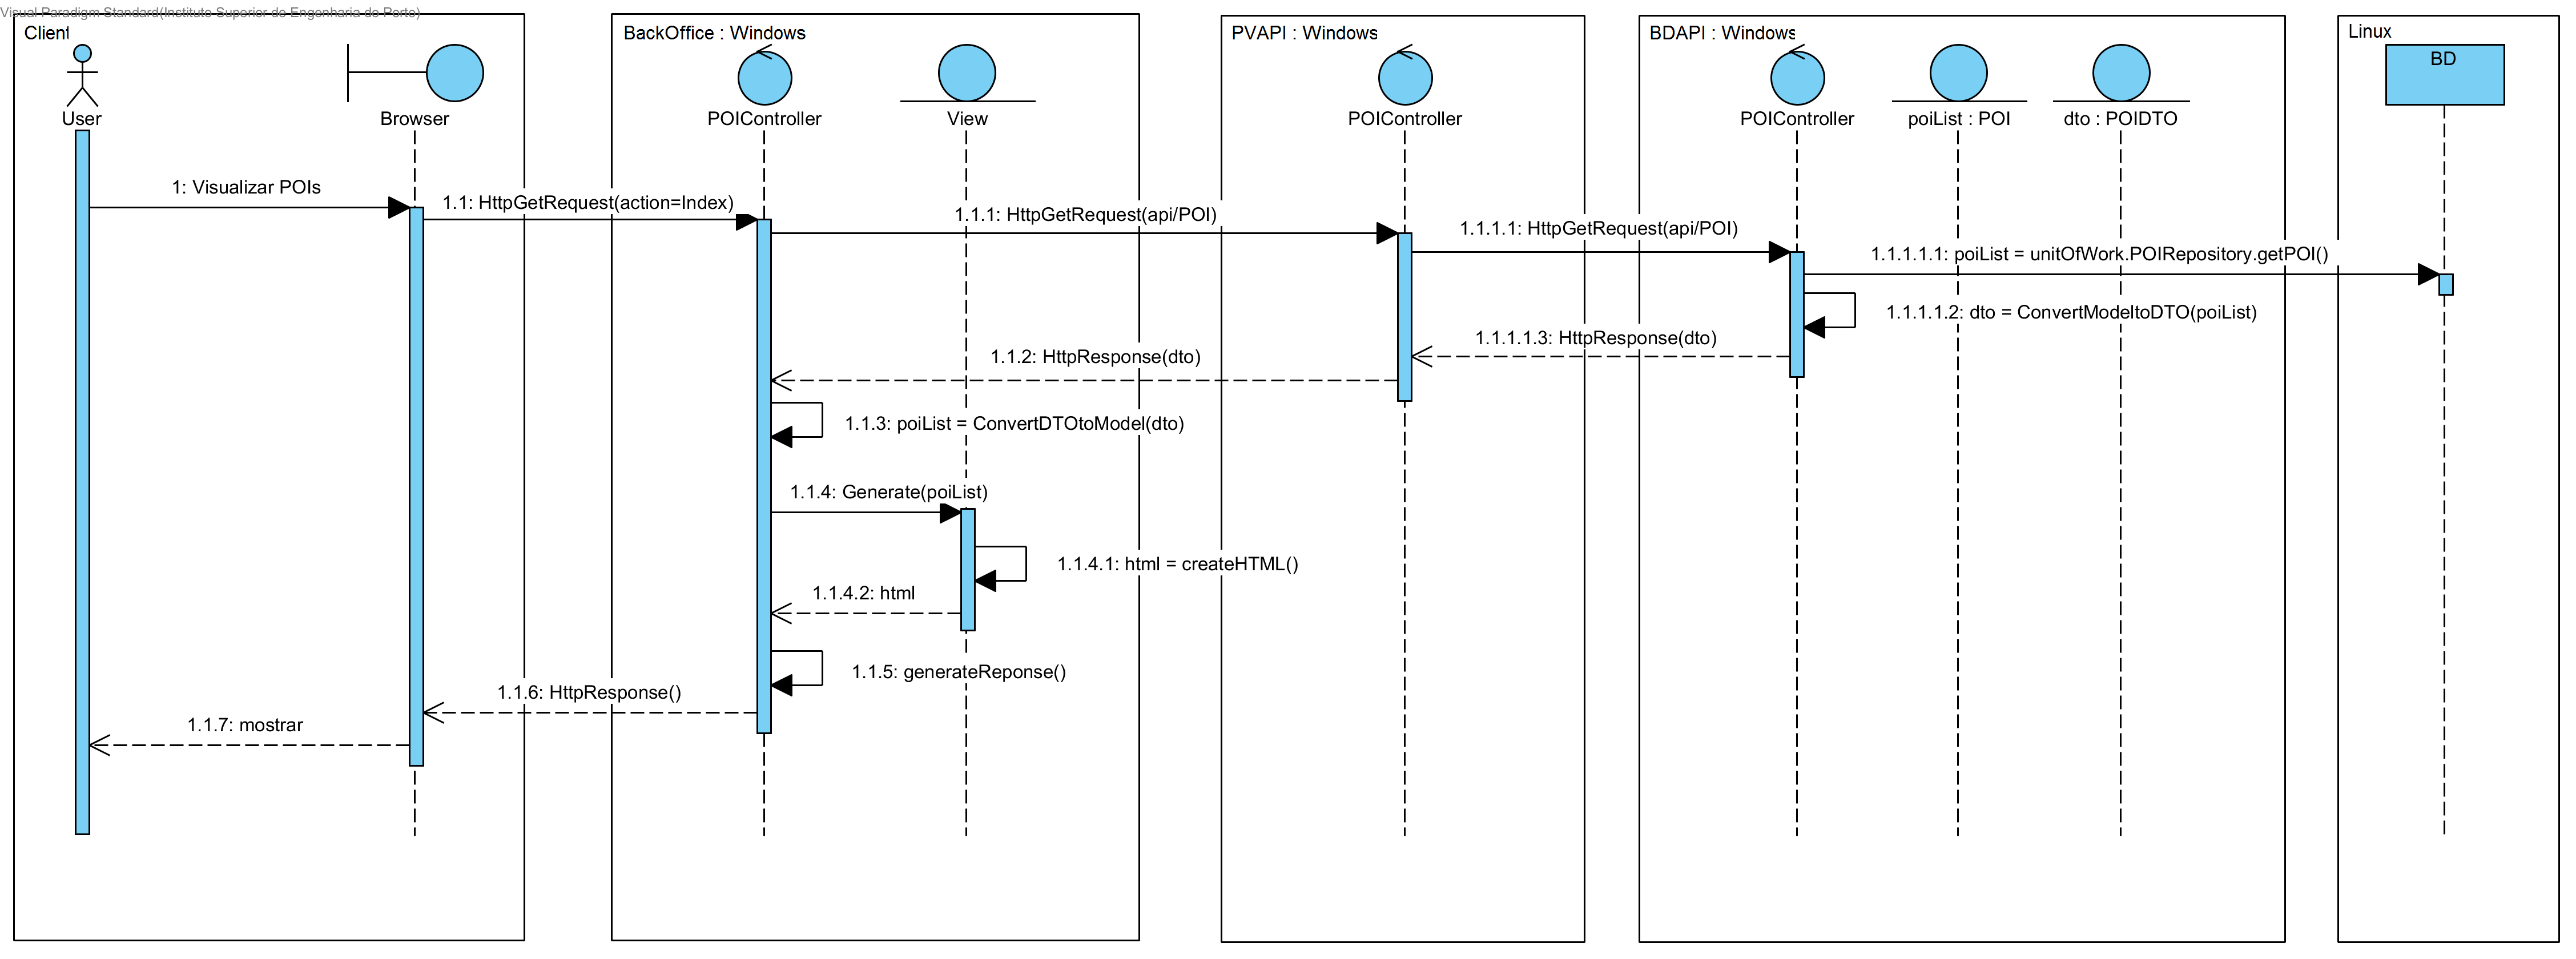 Visual Paradigm Standard(Instituto Superior de Engenharia do Porto)
Client
BackOffice : Windows
PVAPI : Windows
BDAPI : Windows
Linux
BD
User
Browser
POIController
View
POIController
POIController
poiList : POI
dto : POIDTO
1: Visualizar POIs
1.1: HttpGetRequest(action=Index)
1.1.1: HttpGetRequest(api/POI)
1.1.1.1: HttpGetRequest(api/POI)
1.1.1.1.1: poiList = unitOfWork.POIRepository.getPOI()
1.1.1.1.2: dto = ConvertModeltoDTO(poiList)
1.1.1.1.3: HttpResponse(dto)
1.1.2: HttpResponse(dto)
1.1.3: poiList = ConvertDTOtoModel(dto)
1.1.4: Generate(poiList)
1.1.4.1: html = createHTML()
1.1.4.2: html
1.1.5: generateReponse()
1.1.6: HttpResponse()
1.1.7: mostrar